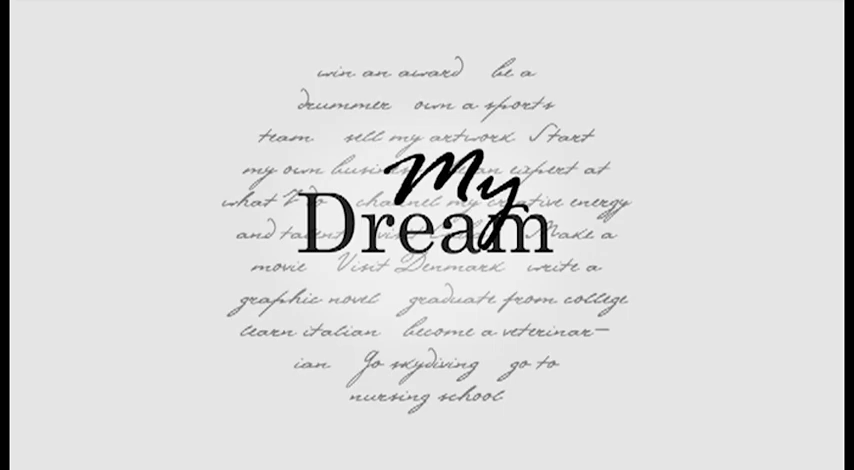 win an award be a
drummer own a sports
team sell my artwork Start
my own business an expert at
My
what I do channel my creative energy
Dream
and talent visit Make a
movie Visit Denmark write a
graphic novel graduate from college
learn italian become a veterinar-
ian Go skydiving go to
nursing school